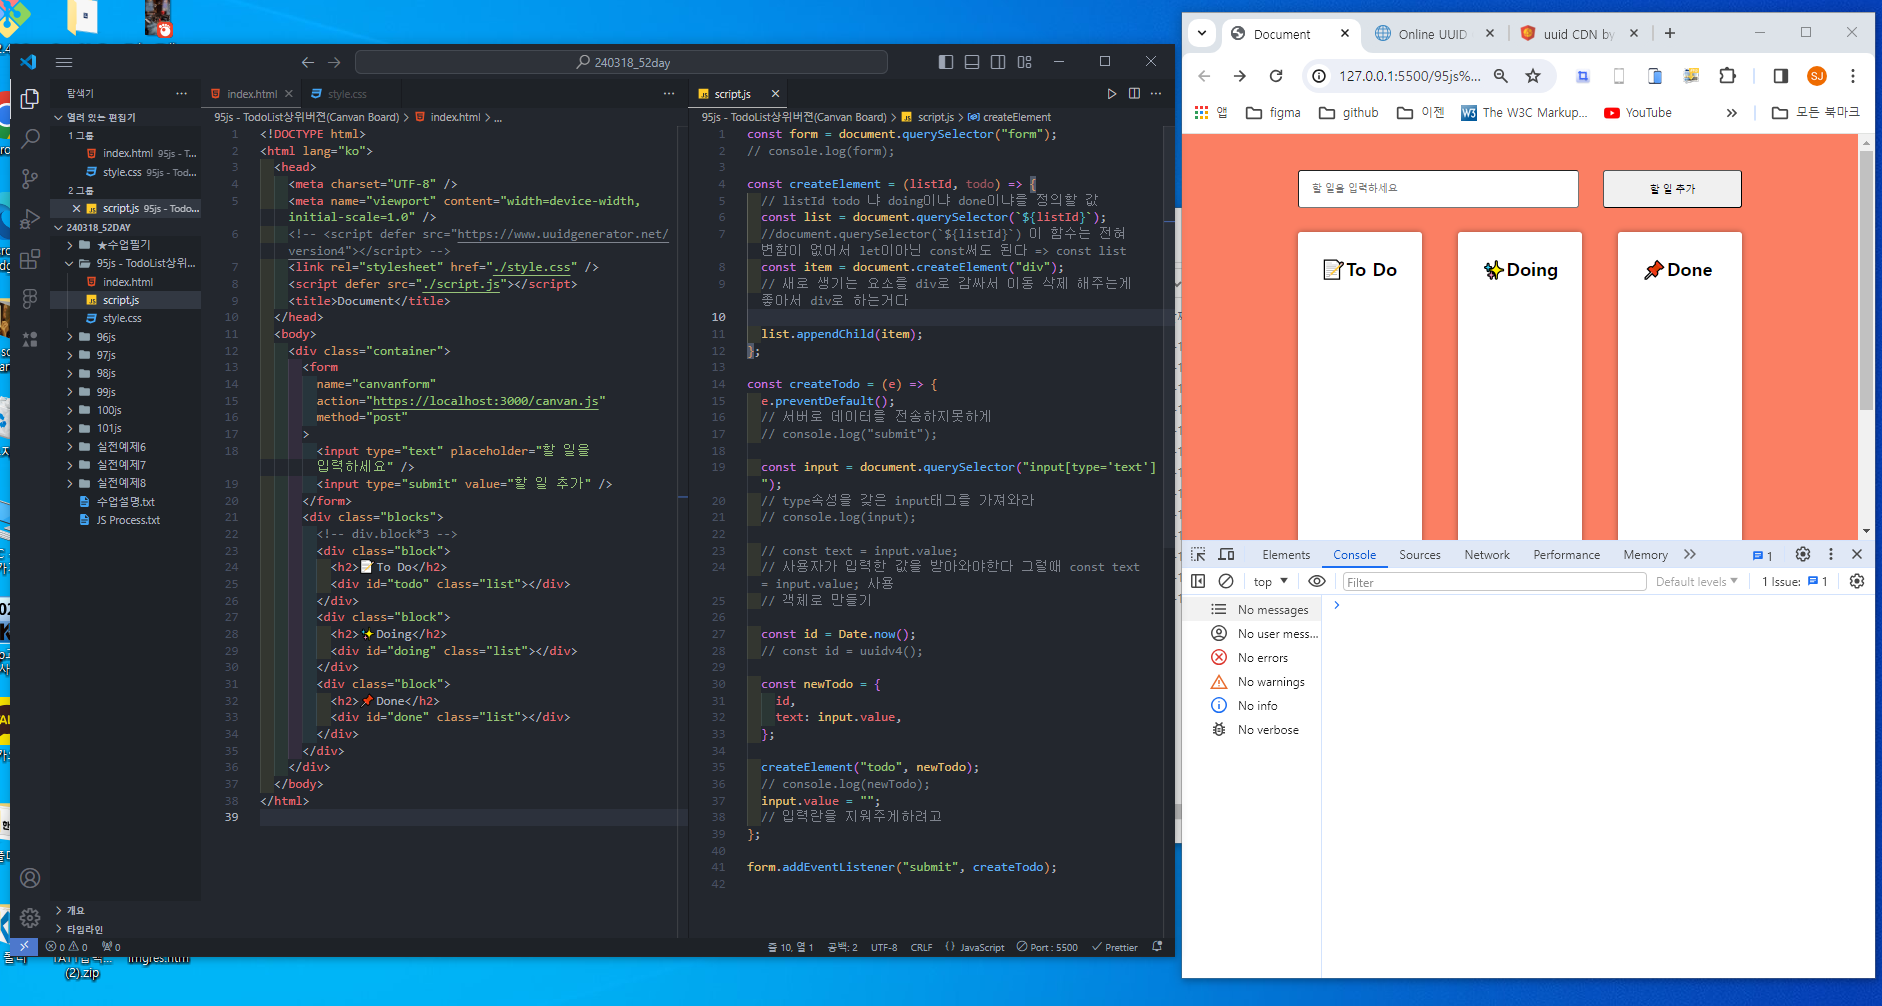 240318_52day
탐색기
열려 있는 편집기
1 그룹
index.html 95js - T...
style.css 95js - Tod...
2 그룹
script.js 95js - Todo...
240318_52DAY
★수업필기
95js - TodoList상위...
index.html
script.js
style.css
96js
97js
98js
99js
100js
101js
실전예제6
실전예제7
실전예제8
수업설명.txt
JS Process.txt
개요
타임라인
index.html
style.css
95js - TodoList상위버전(Canvan Board) > index.html > ...
1 <!DOCTYPE html>
2 <html lang="ko">
3 <head>
4 <meta charset="UTF-8" />
5 <meta name="viewport" content="width=device-width,
initial-scale=1.0" />
6 <!-- <script defer src="https://www.uuidgenerator.net/
version4"></script> -->
7 <link rel="stylesheet" href="./style.css" />
8 <script defer src="./script.js"></script>
9 <title>Document</title>
10 </head>
11 <body>
12 <div class="container">
13 <form
14 name="canvanform"
15 action="https://localhost:3000/canvan.js"
16 method="post"
17 >
18 <input type="text" placeholder="할 일을
입력하세요" />
19 <input type="submit" value="할 일 추가" />
20 </form>
21 <div class="blocks">
22 <!-- div.block*3 -->
23 <div class="block">
24 <h2>📝To Do</h2>
25 <div id="todo" class="list"></div>
26 </div>
27 <div class="block">
28 <h2>✨Doing</h2>
29 <div id="doing" class="list"></div>
30 </div>
31 <div class="block">
32 <h2>📌Done</h2>
33 <div id="done" class="list"></div>
34 </div>
35 </div>
36 </div>
37 </body>
38 </html>
39
script.js
95js - TodoList상위버전(Canvan Board) > script.js > createElement
1 const form = document.querySelector("form");
2 // console.log(form);
3
4 const createElement = (listId, todo) => {
5 // listId todo 냐 doing이냐 done이냐를 정의할 값
6 const list = document.querySelector(`${listId}`);
7 //document.querySelector(`${listId}`) 이 함수는 전혀
변함이 없어서 let이아닌 const써도 된다 => const list
8 const item = document.createElement("div");
9 // 새로 생기는 요소를 div로 감싸서 이동 삭제 해주는게
좋아서 div로 하는거다
10
11 list.appendChild(item);
12 };
13
14 const createTodo = (e) => {
15 e.preventDefault();
16 // 서버로 데이터를 전송하지못하게
17 // console.log("submit");
18
19 const input = document.querySelector("input[type='text']
");
20 // type속성을 갖은 input태그를 가져와라
21 // console.log(input);
22
23 // const text = input.value;
24 // 사용자가 입력한 값을 받아와야한다 그럴때 const text
= input.value; 사용
25 // 객체로 만들기
26
27 const id = Date.now();
28 // const id = uuidv4();
29
30 const newTodo = {
31 id,
32 text: input.value,
33 };
34
35 createElement("todo", newTodo);
36 // console.log(newTodo);
37 input.value = "";
38 // 입력란을 지워주게하려고
39 };
40
41 form.addEventListener("submit", createTodo);
42
0 0 0
줄 10, 열 1 공백: 2 UTF-8 CRLF {} JavaScript Port : 5500 Prettier
(2).zip
imgres.htm
Document
Online UUID
uuid CDN by
127.0.0.1:5500/95js%...
SJ
앱 figma github 이젠 The W3C Markup... YouTube 모든 북마크
할 일을 입력하세요
할 일 추가
📝To Do
✨Doing
📌Done
Elements Console Sources Network Performance Memory 1
top Filter Default levels 1 Issue: 1
No messages
No user mess...
No errors
No warnings
No info
No verbose